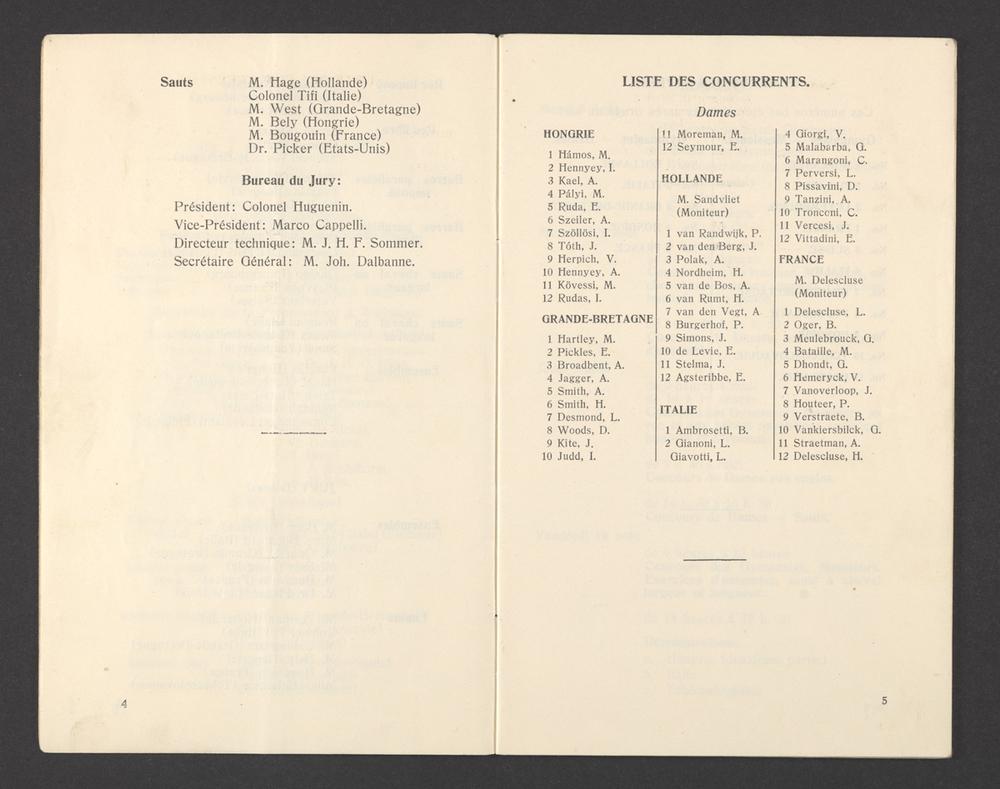 Sauts M. Hage (Hollande)
Colonel Tifi (Italie)
M. West (Grande-Bretagne)
M. Bely (Hongrie)
M. Bougouin (France)
Dr. Picker (Etats-Unis)
Bureau du Jury:
Président: Colonel Huguenin.
Vice-Président: Marco Cappelli.
Directeur technique: M. J. H. F. Sommer.
Secrétaire Général: M. Joh. Dalbanne.
4
LISTE DES CONCURRENTS.
Dames
HONGRIE
1 Hámos, M.
2 Hennyey, I.
3 Kael, A.
4 Pályi, M.
5 Ruda, E.
6 Szeiler, A.
7 Szöllösi, I.
8 Tóth, J.
9 Herpich, V.
10 Hennyey, A.
11 Kövessi, M.
12 Rudas, I.
GRANDE-BRETAGNE
1 Hartley, M.
2 Pickles, E.
3 Broadbent, A.
4 Jagger, A.
5 Smith, A.
6 Smith, H.
7 Desmond, L.
8 Woods, D.
9 Kite, J.
10 Judd, I.
11 Moreman, M.
12 Seymour, E.
HOLLANDE
M. Sandvliet
(Moniteur)
1 van Randwijk, P.
2 van den Berg, J.
3 Polak, A.
4 Nordheim, H.
5 van de Bos, A.
6 van Rumt, H.
7 van den Vegt, A
8 Burgerhof, P.
9 Simons, J.
10 de Levie, E.
11 Stelma, J.
12 Agsteribbe, E.
ITALIE
1 Ambrosetti, B.
2 Gianoni, L.
Giavotti, L.
4 Giorgi, V.
5 Malabarba, G.
6 Marangoni, C.
7 Perversi, L.
8 Pissavini, D.
9 Tanzini, A.
10 Tronconi, C.
11 Vercesi, J.
12 Vittadini, E.
FRANCE
M. Delescluse
(Moniteur)
1 Delescluse, L.
2 Oger, B.
3 Meulebrouck, G.
4 Bataille, M.
5 Dhondt, G.
6 Hemeryck, V.
7 Vanoverloop, J.
8 Houteer, P.
9 Verstraete, B.
10 Vankiersbilck, G.
11 Straetman, A.
12 Delescluse, H.
5